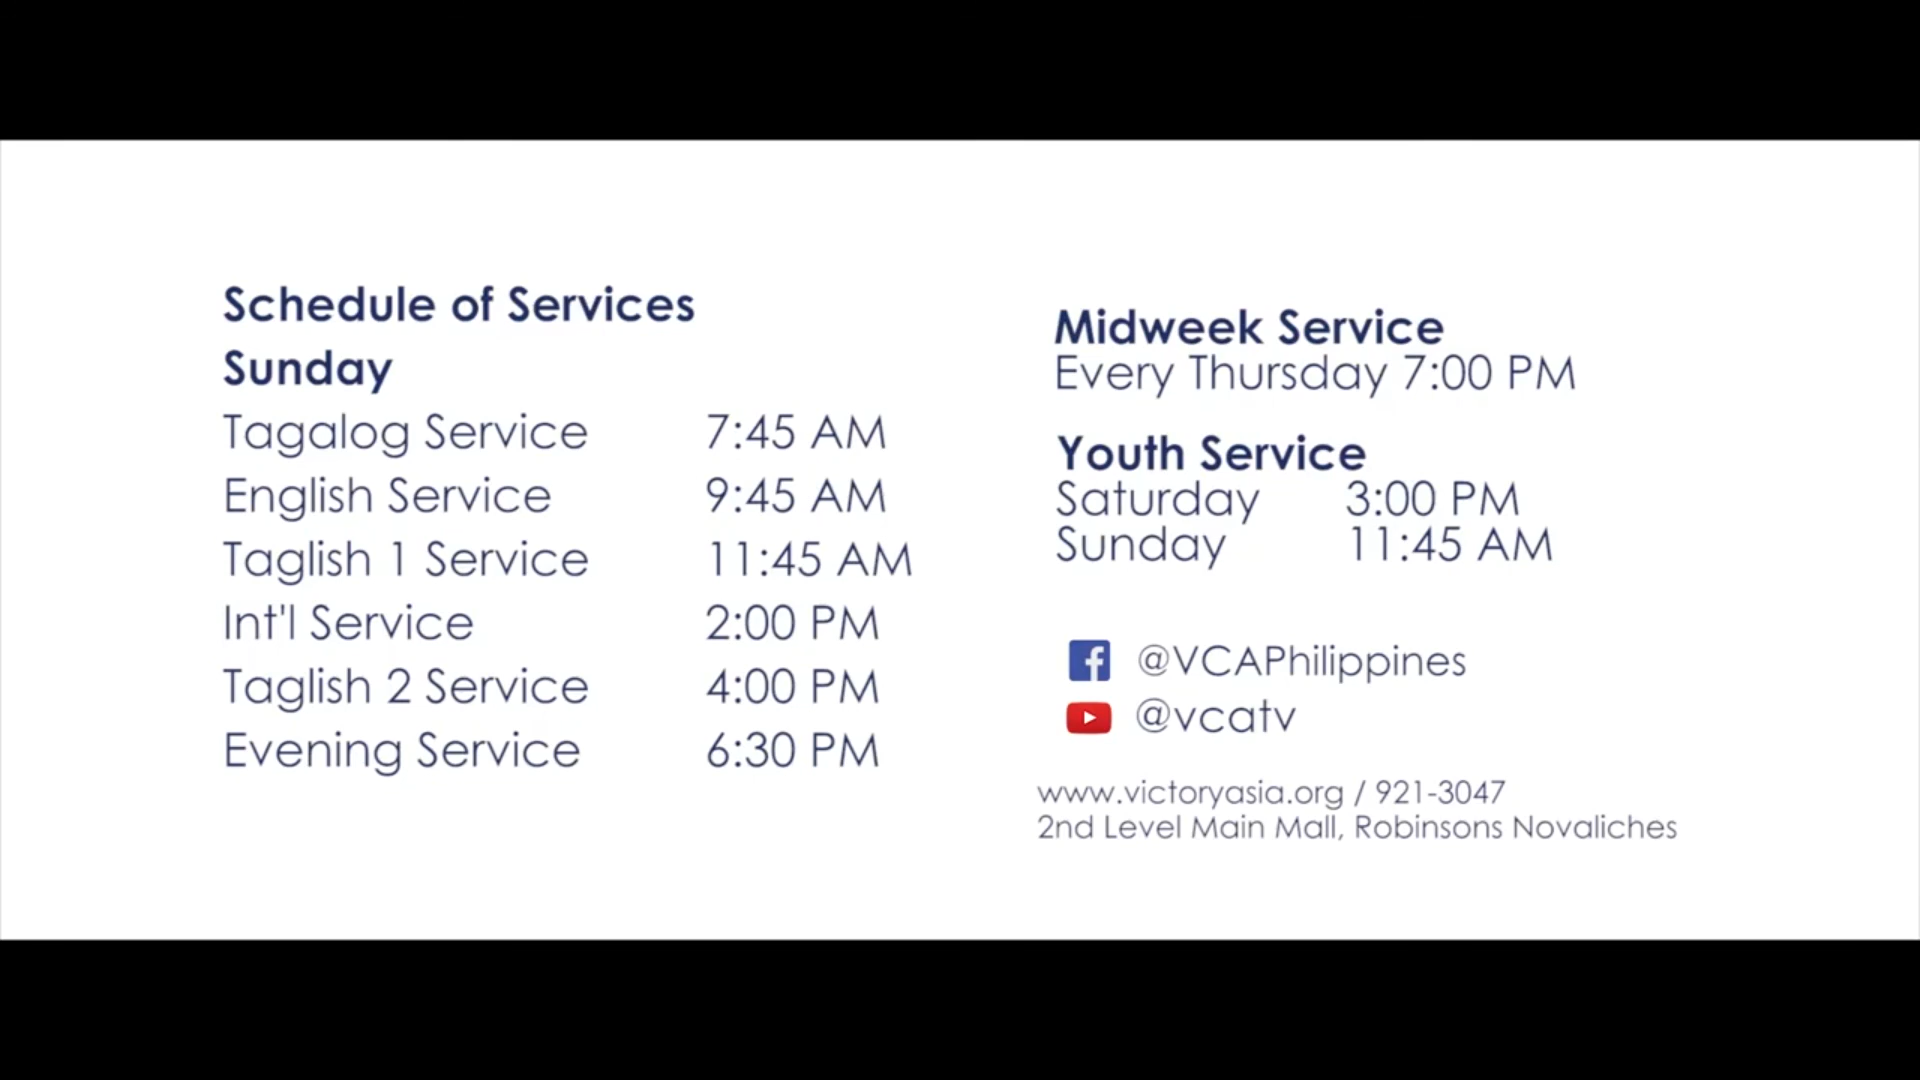 Schedule of Services
Sunday
Tagalog Service 7:45 AM
English Service 9:45 AM
Taglish 1 Service 11:45 AM
Int'l Service 2:00 PM
Taglish 2 Service 4:00 PM
Evening Service 6:30 PM
Midweek Service
Every Thursday 7:00 PM
Youth Service
Saturday 3:00 PM
Sunday 11:45 AM
@VCAPhilippines
@vcatv
www.victoryasia.org / 921-3047
2nd Level Main Mall, Robinsons Novaliches